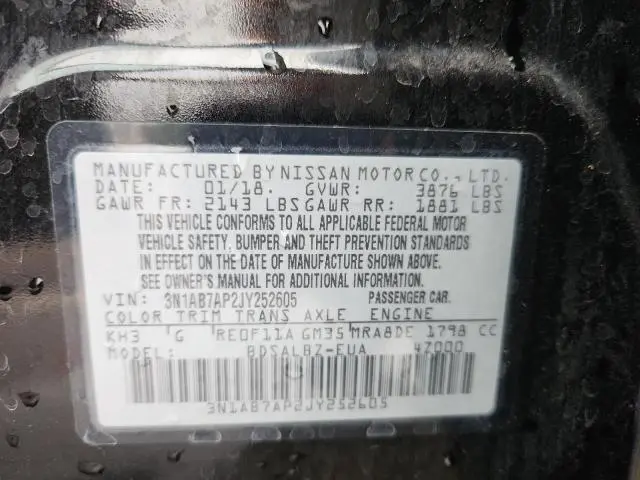 MANUFACTURED BY NISSAN MOTOR CO., LTD.
DATE 01/18. GVWR: 3876 LBS
GAWR FR: 2143 LBS GAWR RR: 1881 LBS
THIS VEHICLE CONFORMS TO ALL APPLICABLE FEDERAL MOTOR
VEHICLE SAFETY, BUMPER AND THEFT PREVENTION STANDARDS
IN EFFECT ON THE DATE OF MANUFACTURE SHOWN ABOVE.
SEE OWNER'S MANUAL FOR ADDITIONAL INFORMATION.
VIN: 3N1AB7AP2JY252605 PASSENGER CAR.
COLOR TRIM TRANS AXLE ENGINE
KH3 G RE0F11A GM35 MRA8DE 1798 CC
MODEL: BDSALBZ-EUA 4Z000
3N1AB7AP2JY252605